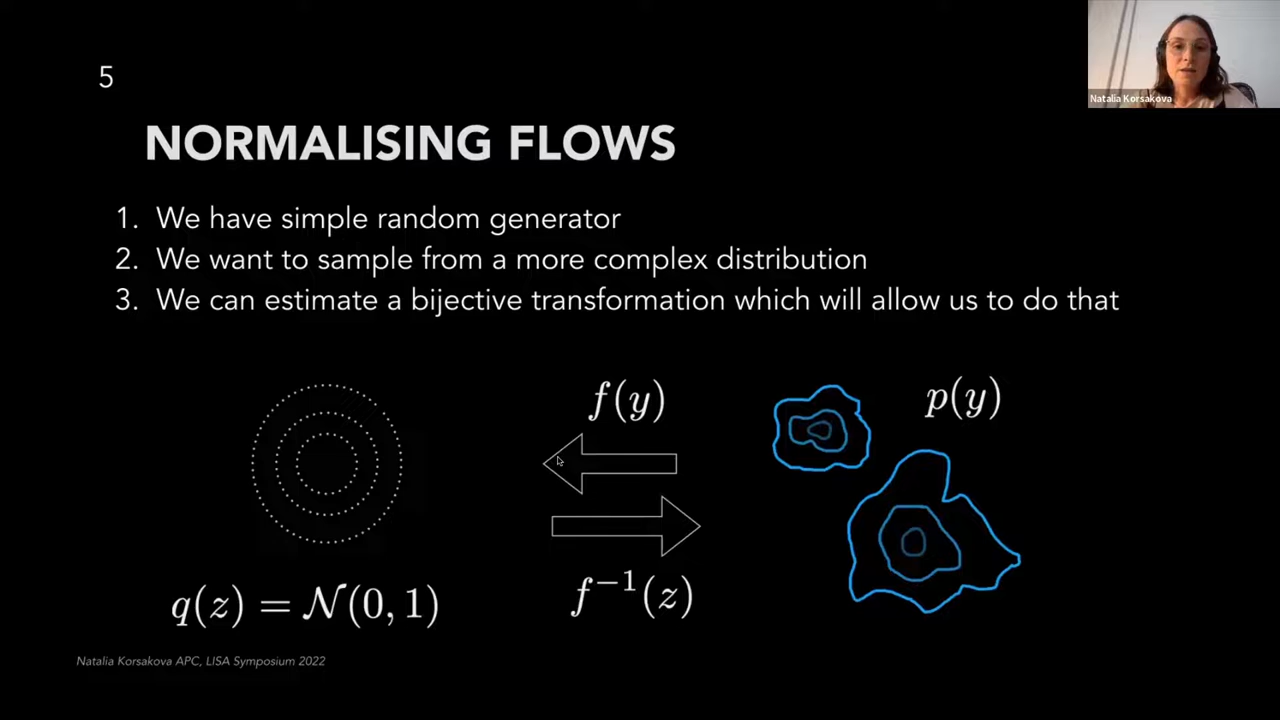 5
Natalia Korsakova
NORMALISING FLOWS
1. We have simple random generator
2. We want to sample from a more complex distribution
3. We can estimate a bijective transformation which will allow us to do that
f(y)
p(y)
f⁻¹(z)
q(z) = 𝒩(0, 1)
Natalia Korsakova APC, LISA Symposium 2022